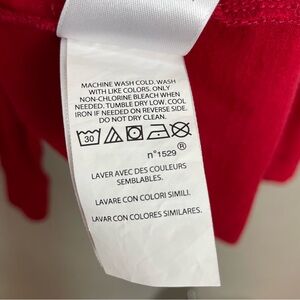 MACHINE WASH COLD. WASH
WITH LIKE COLORS. ONLY
NON-CHLORINE BLEACH WHEN
NEEDED. TUMBLE DRY LOW. COOL
IRON IF NEEDED ON REVERSE SIDE.
DO NOT DRY CLEAN.
30
n°1529 ®
LAVER AVEC DES COULEURS
SEMBLABLES.
LAVARE CON COLORI SIMILI.
LAVAR CON COLORES SIMILARES.